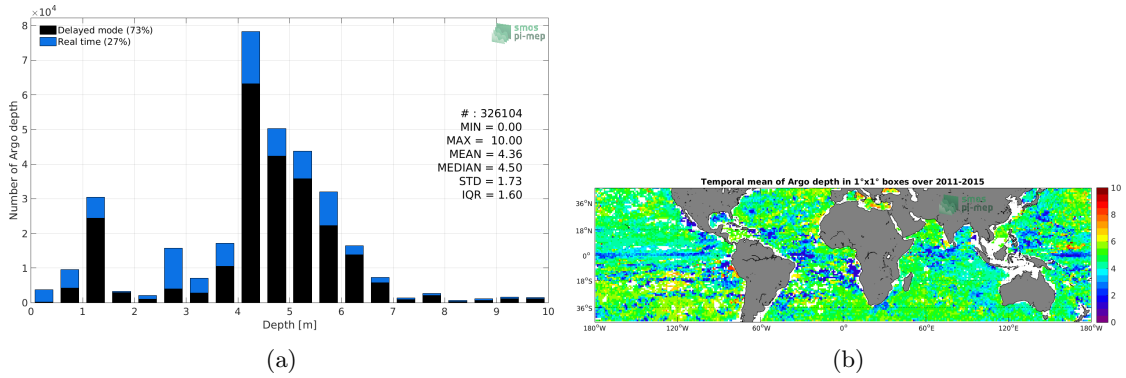 ×10⁴
8
7
6
5
4
3
2
1
0
Number of Argo depth
Delayed mode (73%)
Real time (27%)
smos
pi-mep
# : 326104
MIN = 0.00
MAX = 10.00
MEAN = 4.36
MEDIAN = 4.50
STD = 1.73
IQR = 1.60
0 1 2 3 4 5 6 7 8 9 10
Depth [m]
(a)
Temporal mean of Argo depth in 1°x1° boxes over 2011-2015
smos
pi-mep
36°N
18°N
0°
18°S
36°S
180°W 120°W 60°W 0° 60°E 120°E 180°W
10
8
6
4
2
0
(b)